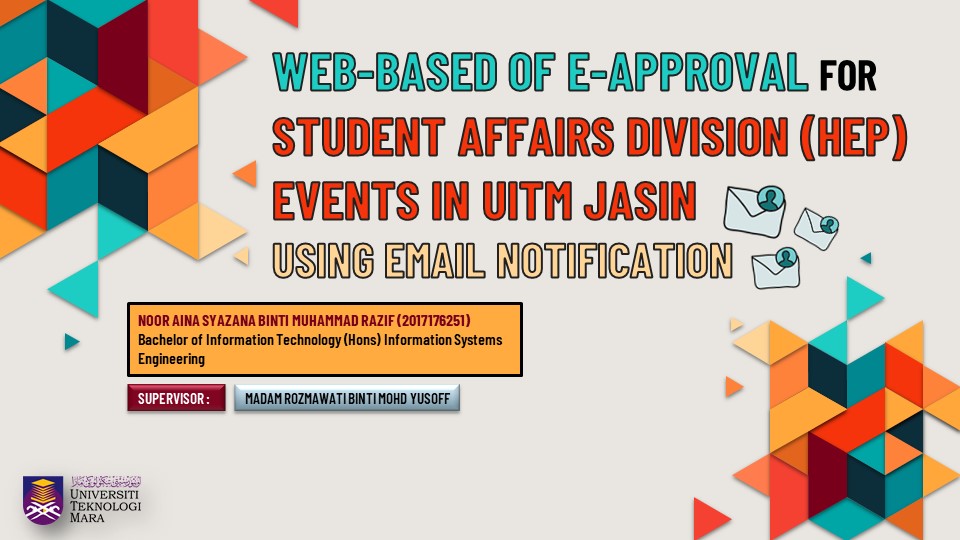 WEB-BASED OF E-APPROVAL FOR
STUDENT AFFAIRS DIVISION (HEP)
EVENTS IN UITM JASIN
USING EMAIL NOTIFICATION
NOOR AINA SYAZANA BINTI MUHAMMAD RAZIF (2017176251)
Bachelor of Information Technology (Hons) Information Systems
Engineering
SUPERVISOR :
MADAM ROZMAWATI BINTI MOHD YUSOFF
UNIVERSITI
TEKNOLOGI
MARA